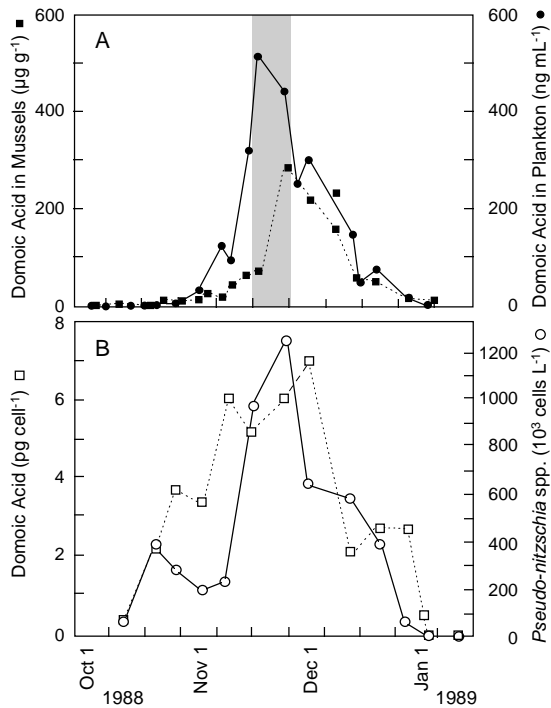 A
600
400
200
0
Domoic Acid in Mussels (µg g-1) ■
600
400
200
0
Domoic Acid in Plankton (ng mL-1) ●
B
8
6
4
2
0
Domoic Acid (pg cell-1) □
1200
1000
800
600
400
200
0
Pseudo-nitzschia spp. (10³ cells L-1) ○
Oct 1
Nov 1
Dec 1
Jan 1
1988
1989